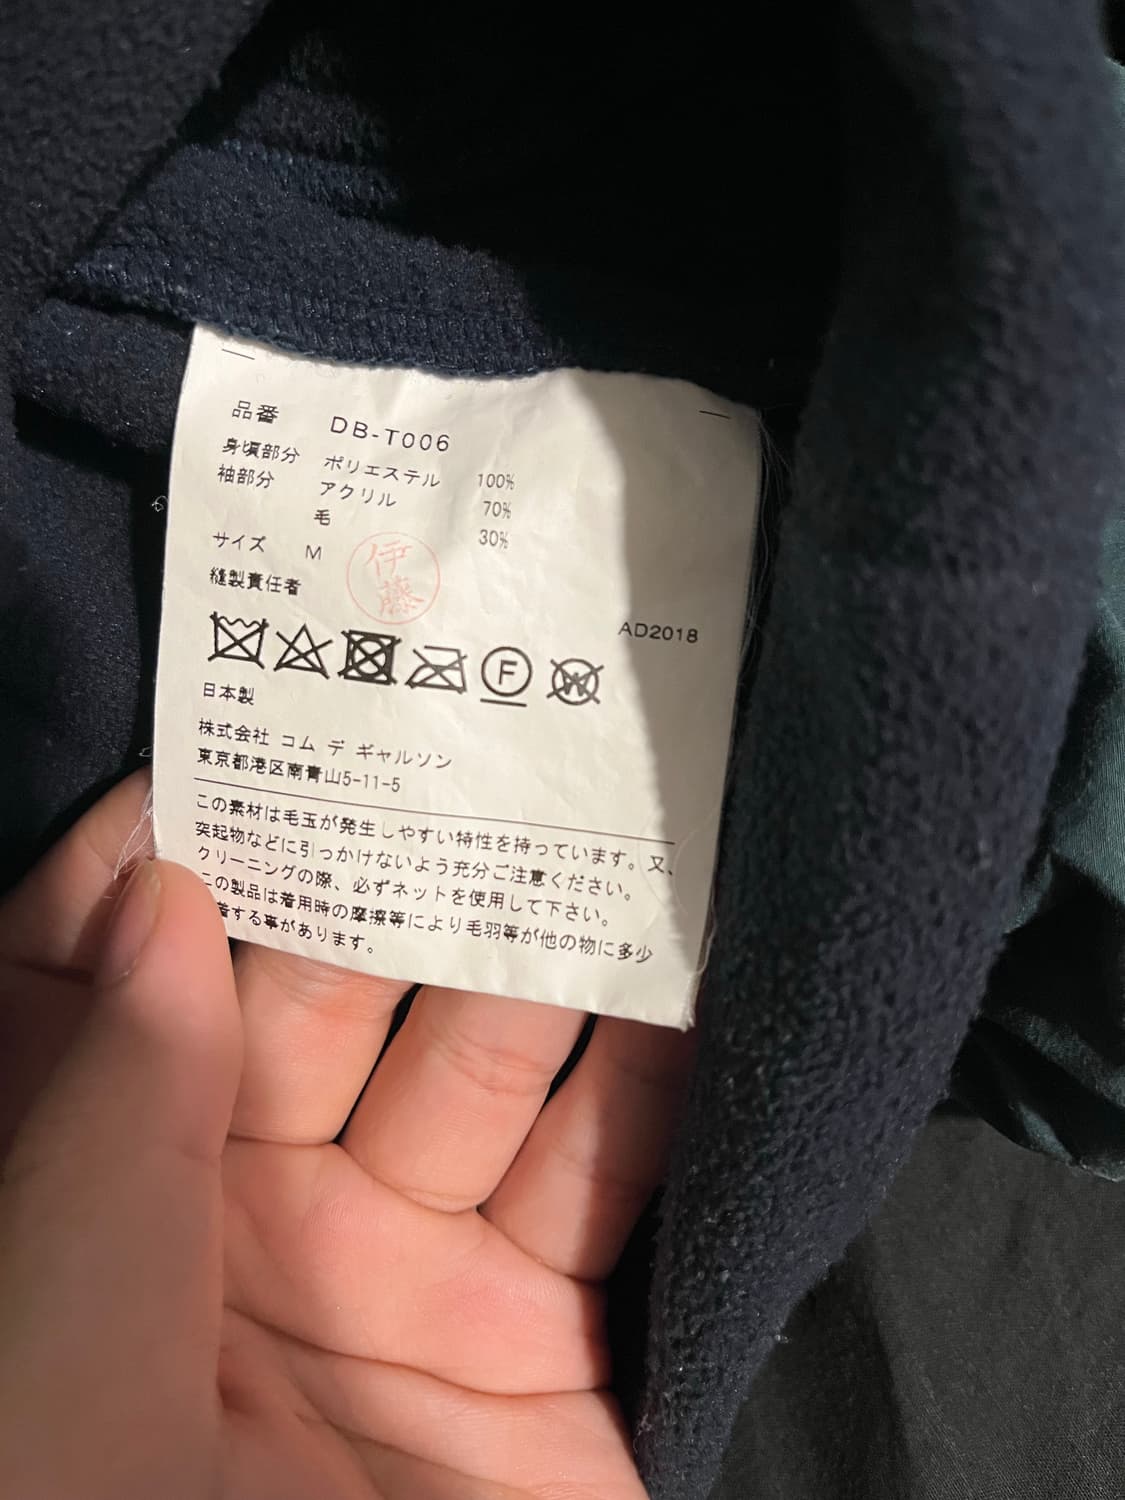 品番 DB-T006
身頃部分 ポリエステル 100%
袖部分 アクリル 70%
毛 30%
サイズ M
縫製責任者 伊藤
AD2018
F
W
日本製
株式会社 コム デ ギャルソン
東京都港区南青山5-11-5
この素材は毛玉が発生しやすい特性を持っています。又、
突起物などに引っかけないよう充分ご注意ください。
クリーニングの際、必ずネットを使用して下さい。
この製品は着用時の摩擦等により毛羽等が他の物に多少
着する事があります。